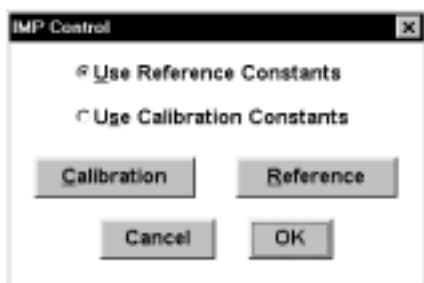 IMP Control
Use Reference Constants
Use Calibration Constants
Calibration Reference
Cancel OK